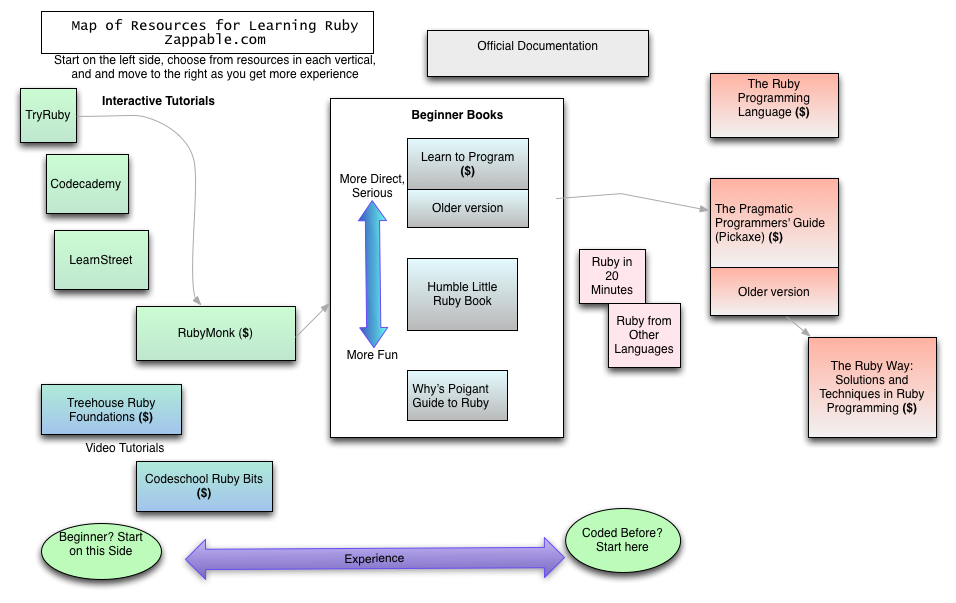 Map of Resources for Learning Ruby
Zappable.com
Start on the left side, choose from resources in each vertical,
and and move to the right as you get more experience
Official Documentation
Interactive Tutorials
TryRuby
Codecademy
LearnStreet
RubyMonk ($)
Treehouse Ruby
Foundations ($)
Video Tutorials
Codeschool Ruby Bits
($)
Beginner Books
Learn to Program
($)
Older version
More Direct,
Serious
Humble Little
Ruby Book
More Fun
Why's Poigant
Guide to Ruby
Ruby in
20
Minutes
Ruby from
Other
Languages
The Ruby
Programming
Language ($)
The Pragmatic
Programmers' Guide
(Pickaxe) ($)
Older version
The Ruby Way:
Solutions and
Techniques in Ruby
Programming ($)
Beginner? Start
on this Side
Experience
Coded Before?
Start here